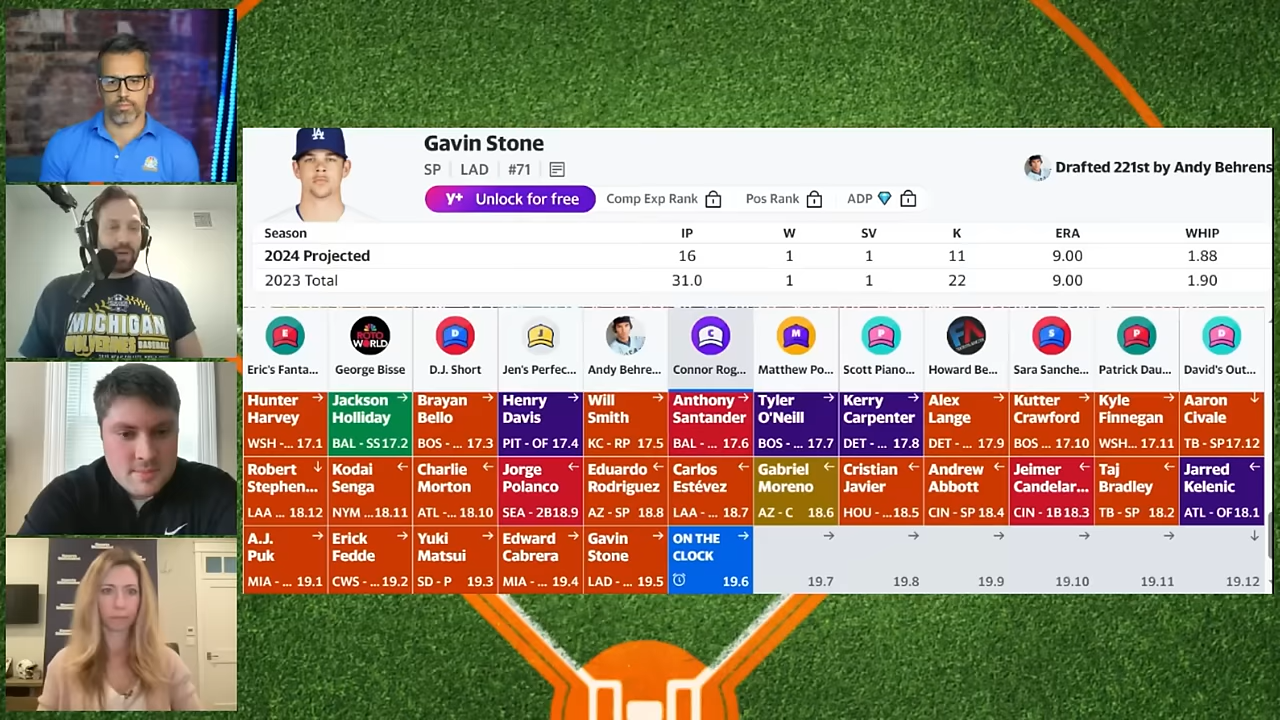 LA
Gavin Stone
SP LAD #71
Drafted 221st by Andy Behrens
y+ Unlock for free Comp Exp Rank Pos Rank ADP
Season IP W SV K ERA WHIP
2024 Projected 16 1 1 11 9.00 1.88
2023 Total 31.0 1 1 22 9.00 1.90
E ROTO WORLD D J C M P FA S P D
Eric's Fanta... George Bisse D.J. Short Jen's Perfec... Andy Behre... Connor Rog... Matthew Po... Scott Piano... Howard Be... Sara Sanche... Patrick Dau... David's Out...
Hunter Jackson Brayan Henry Will Anthony Tyler Kerry Alex Kutter Kyle Aaron
Harvey Holliday Bello Davis Smith Santander O'Neill Carpenter Lange Crawford Finnegan Civale
WSH -... 17.1 BAL - SS 17.2 BOS - ... 17.3 PIT - OF 17.4 KC - RP 17.5 BAL - ... 17.6 BOS - ... 17.7 DET - ... 17.8 DET - ... 17.9 BOS ... 17.10 WSH... 17.11 TB - SP 17.12
Robert Kodai Charlie Jorge Eduardo Carlos Gabriel Cristian Andrew Jeimer Taj Jarred
Stephen... Senga Morton Polanco Rodriguez Estévez Moreno Javier Abbott Candelar... Bradley Kelenic
LAA ... 18.12 NYM ... 18.11 ATL -... 18.10 SEA - 2B 18.9 AZ - SP 18.8 LAA - ... 18.7 AZ - C 18.6 HOU - ... 18.5 CIN - SP 18.4 CIN - 1B 18.3 TB - SP 18.2 ATL - OF 18.1
A.J. Erick Yuki Edward Gavin ON THE
Puk Fedde Matsui Cabrera Stone CLOCK
MIA - ... 19.1 CWS - ... 19.2 SD - P 19.3 MIA - ... 19.4 LAD - ... 19.5 19.6 19.7 19.8 19.9 19.10 19.11 19.12
MICHIGAN
WOLVERINES
BASEBALL